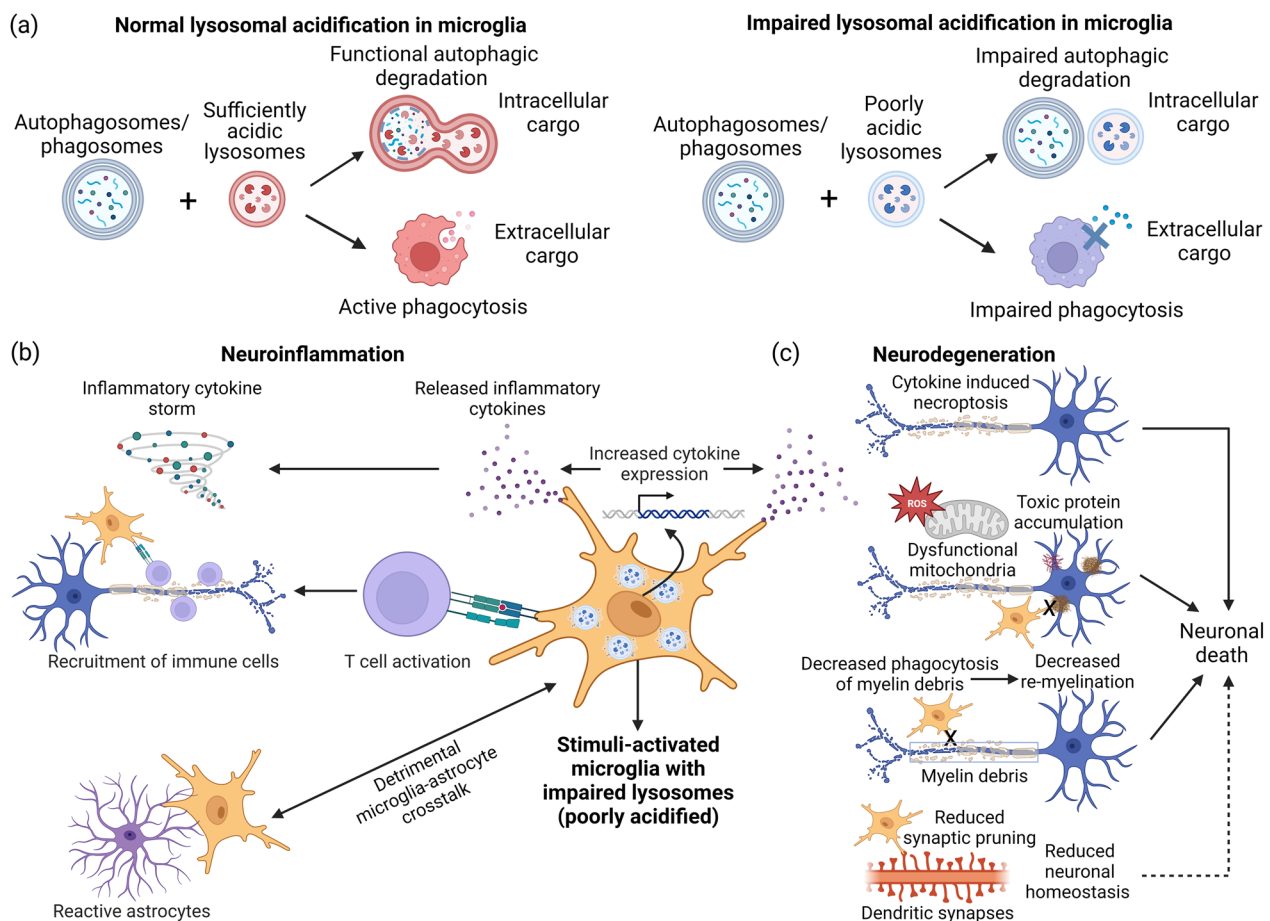 (a)
Normal lysosomal acidification in microglia
Functional autophagic
degradation
Intracellular
cargo
Sufficiently
acidic
lysosomes
Autophagosomes/
phagosomes
+
Extracellular
cargo
Active phagocytosis
Impaired lysosomal acidification in microglia
Impaired autophagic
degradation
Intracellular
cargo
Poorly
acidic
lysosomes
Autophagosomes/
phagosomes
+
Extracellular
cargo
Impaired phagocytosis
(b)
Neuroinflammation
Inflammatory cytokine
storm
Released inflammatory
cytokines
Increased cytokine
expression
Recruitment of immune cells
T cell activation
Detrimental
microglia-astrocyte
crosstalk
Stimuli-activated
microglia with
impaired lysosomes
(poorly acidified)
Reactive astrocytes
(c)
Neurodegeneration
Cytokine induced
necroptosis
ROS
Toxic protein
accumulation
Dysfunctional
mitochondria
X
Neuronal
death
Decreased phagocytosis
of myelin debris
Decreased
re-myelination
X
Myelin debris
Reduced
synaptic pruning
Reduced
neuronal
homeostasis
Dendritic synapses